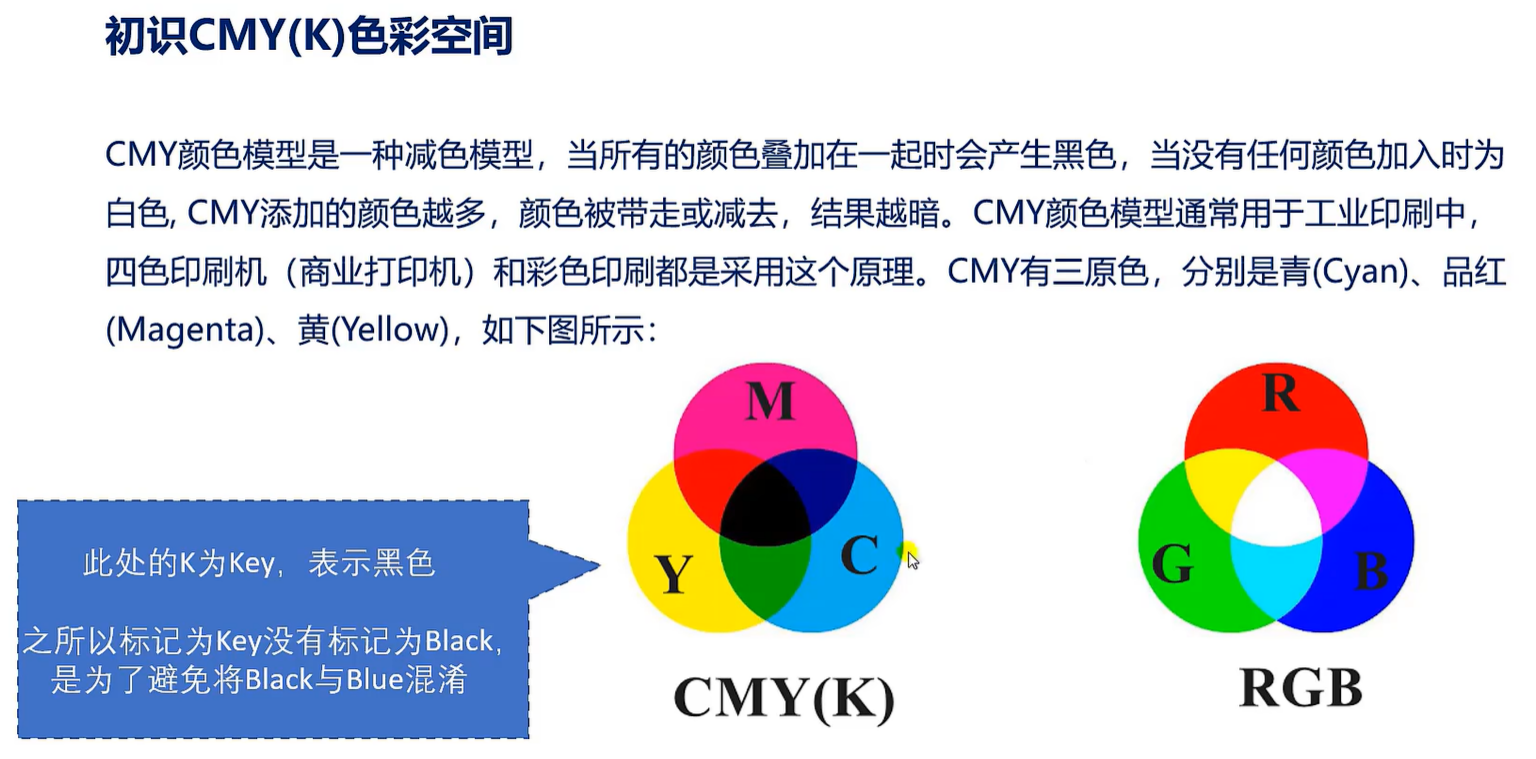 初识CMY(K)色彩空间
CMY颜色模型是一种减色模型，当所有的颜色叠加在一起时会产生黑色，当没有任何颜色加入时为
白色, CMY添加的颜色越多，颜色被带走或减去，结果越暗。CMY颜色模型通常用于工业印刷中，
四色印刷机（商业打印机）和彩色印刷都是采用这个原理。CMY有三原色，分别是青(Cyan)、品红
(Magenta)、黄(Yellow)，如下图所示：
此处的K为Key，表示黑色
之所以标记为Key没有标记为Black，
是为了避免将Black与Blue混淆
M
Y
C
CMY(K)
R
G
B
RGB